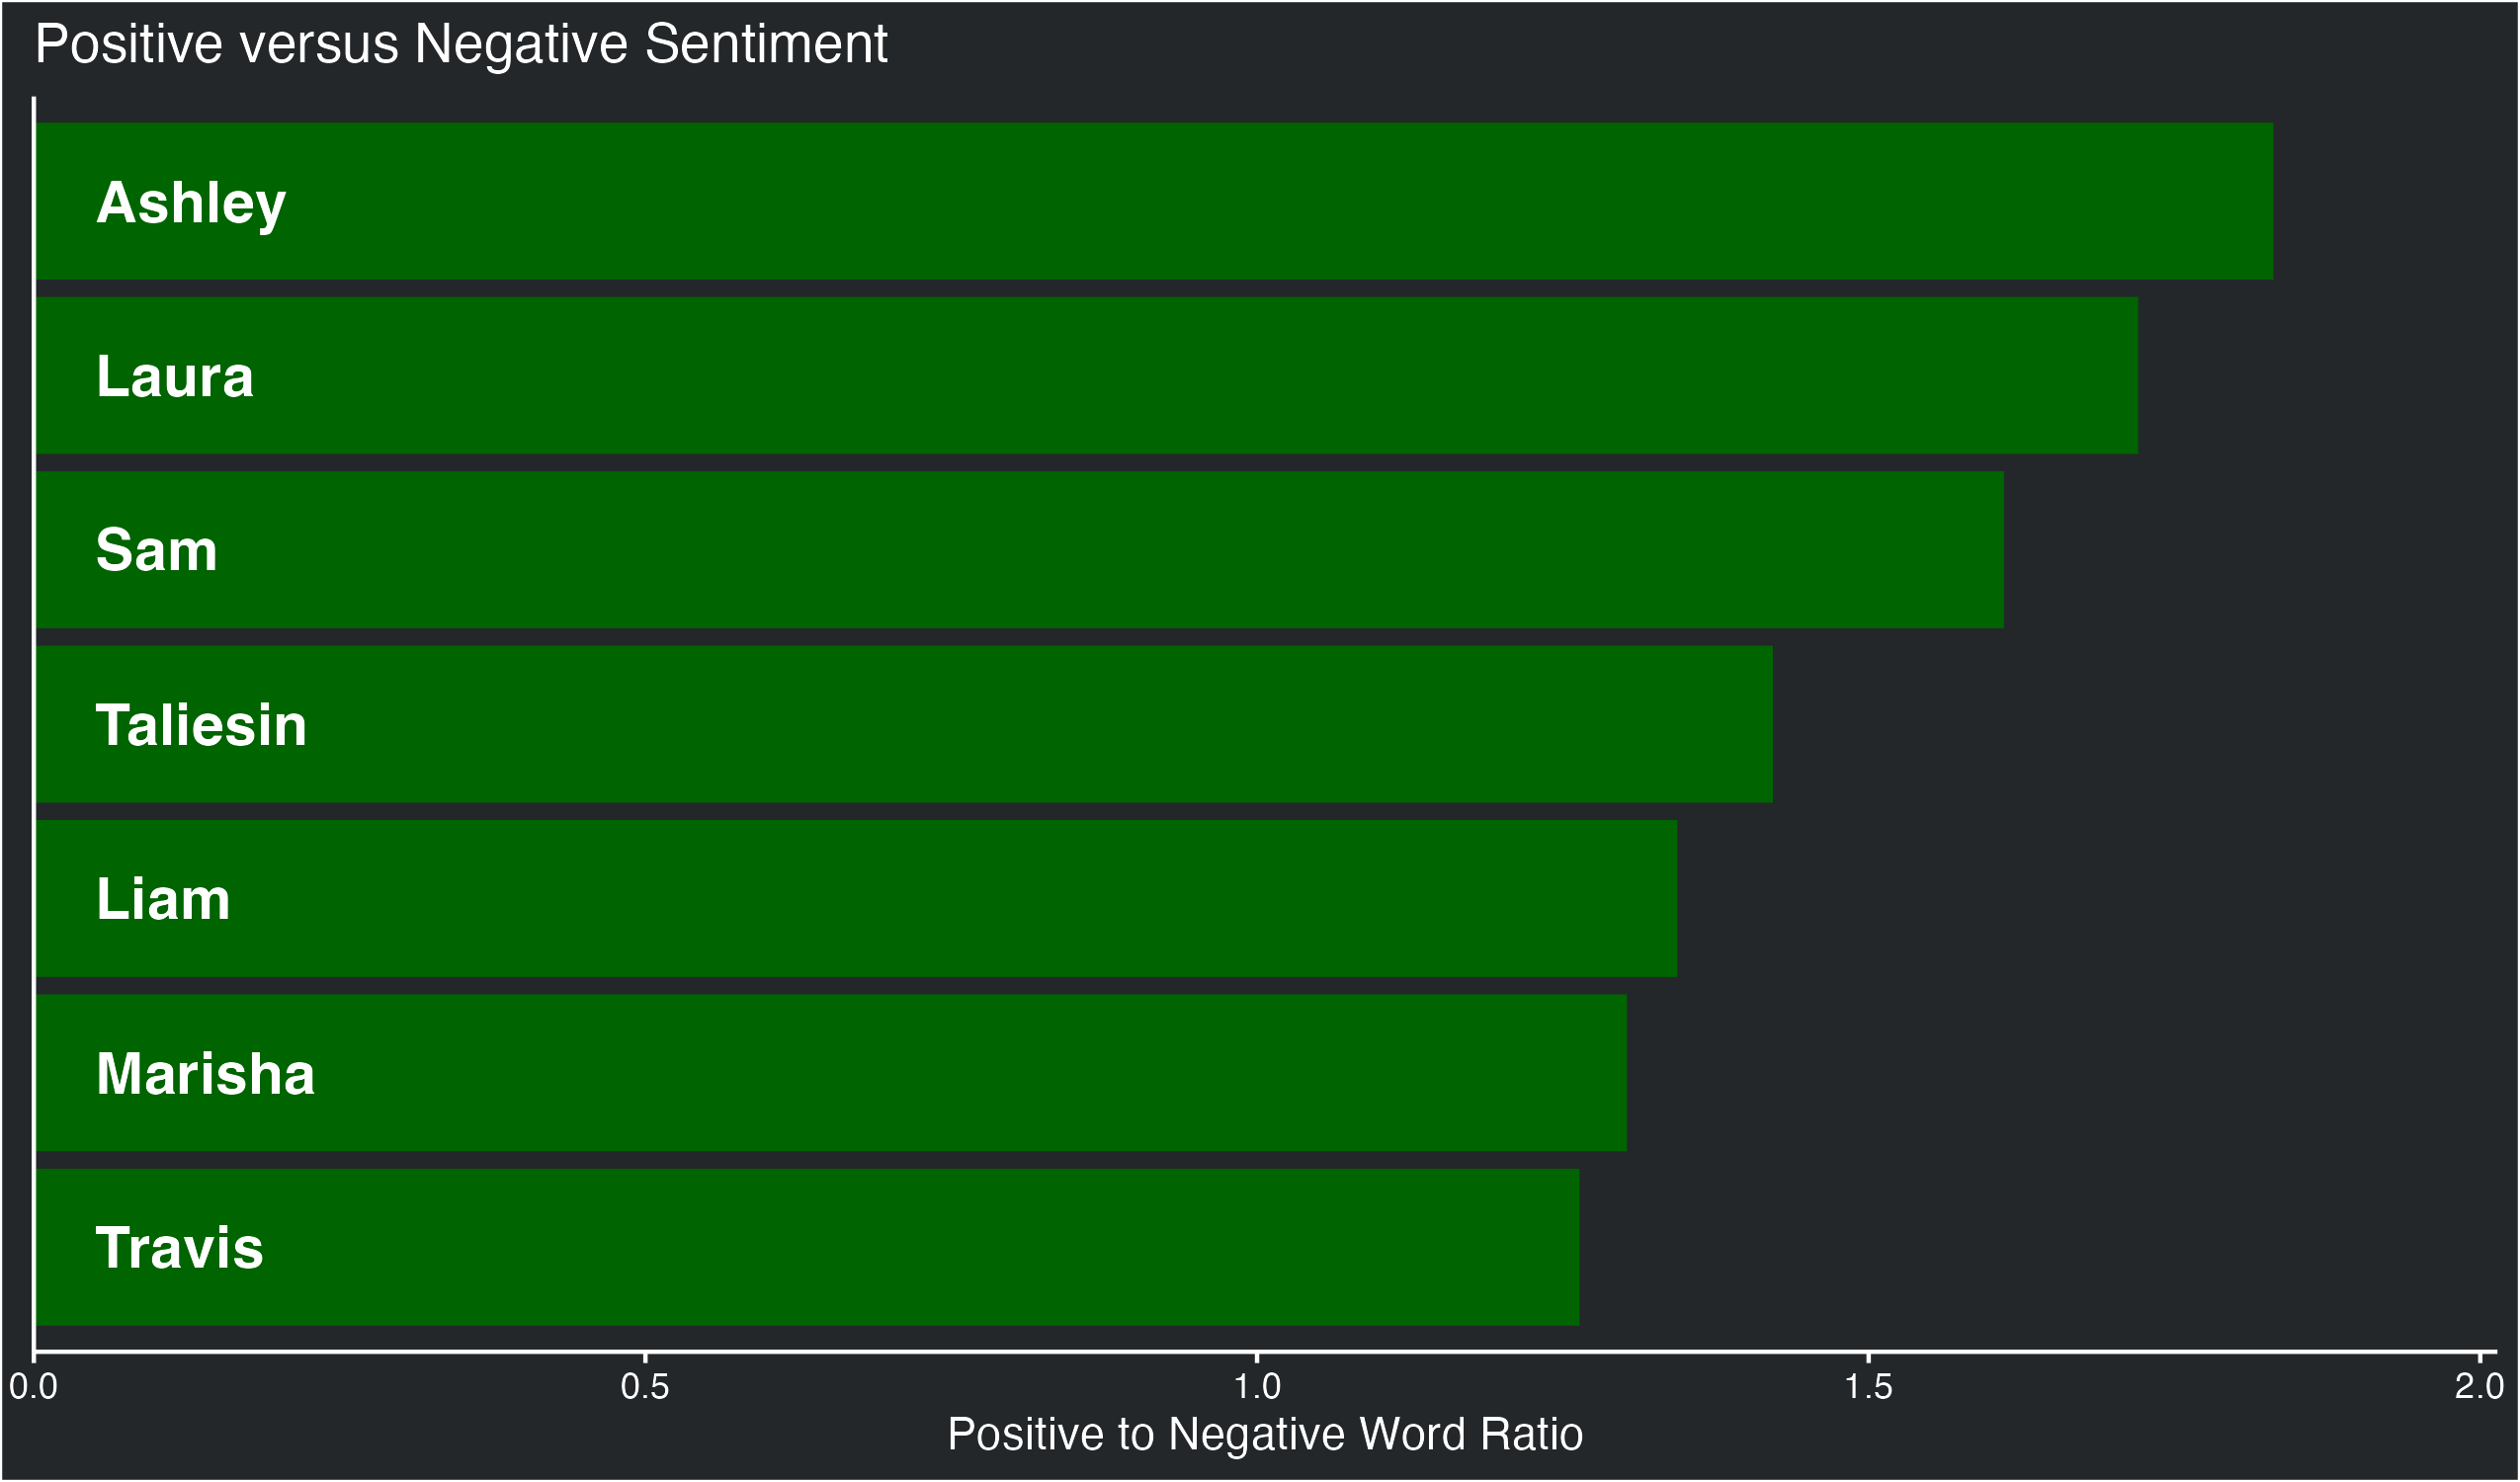 Positive versus Negative Sentiment
Ashley
Laura
Sam
Taliesin
Liam
Marisha
Travis
0.0 0.5 1.0 1.5 2.0
Positive to Negative Word Ratio